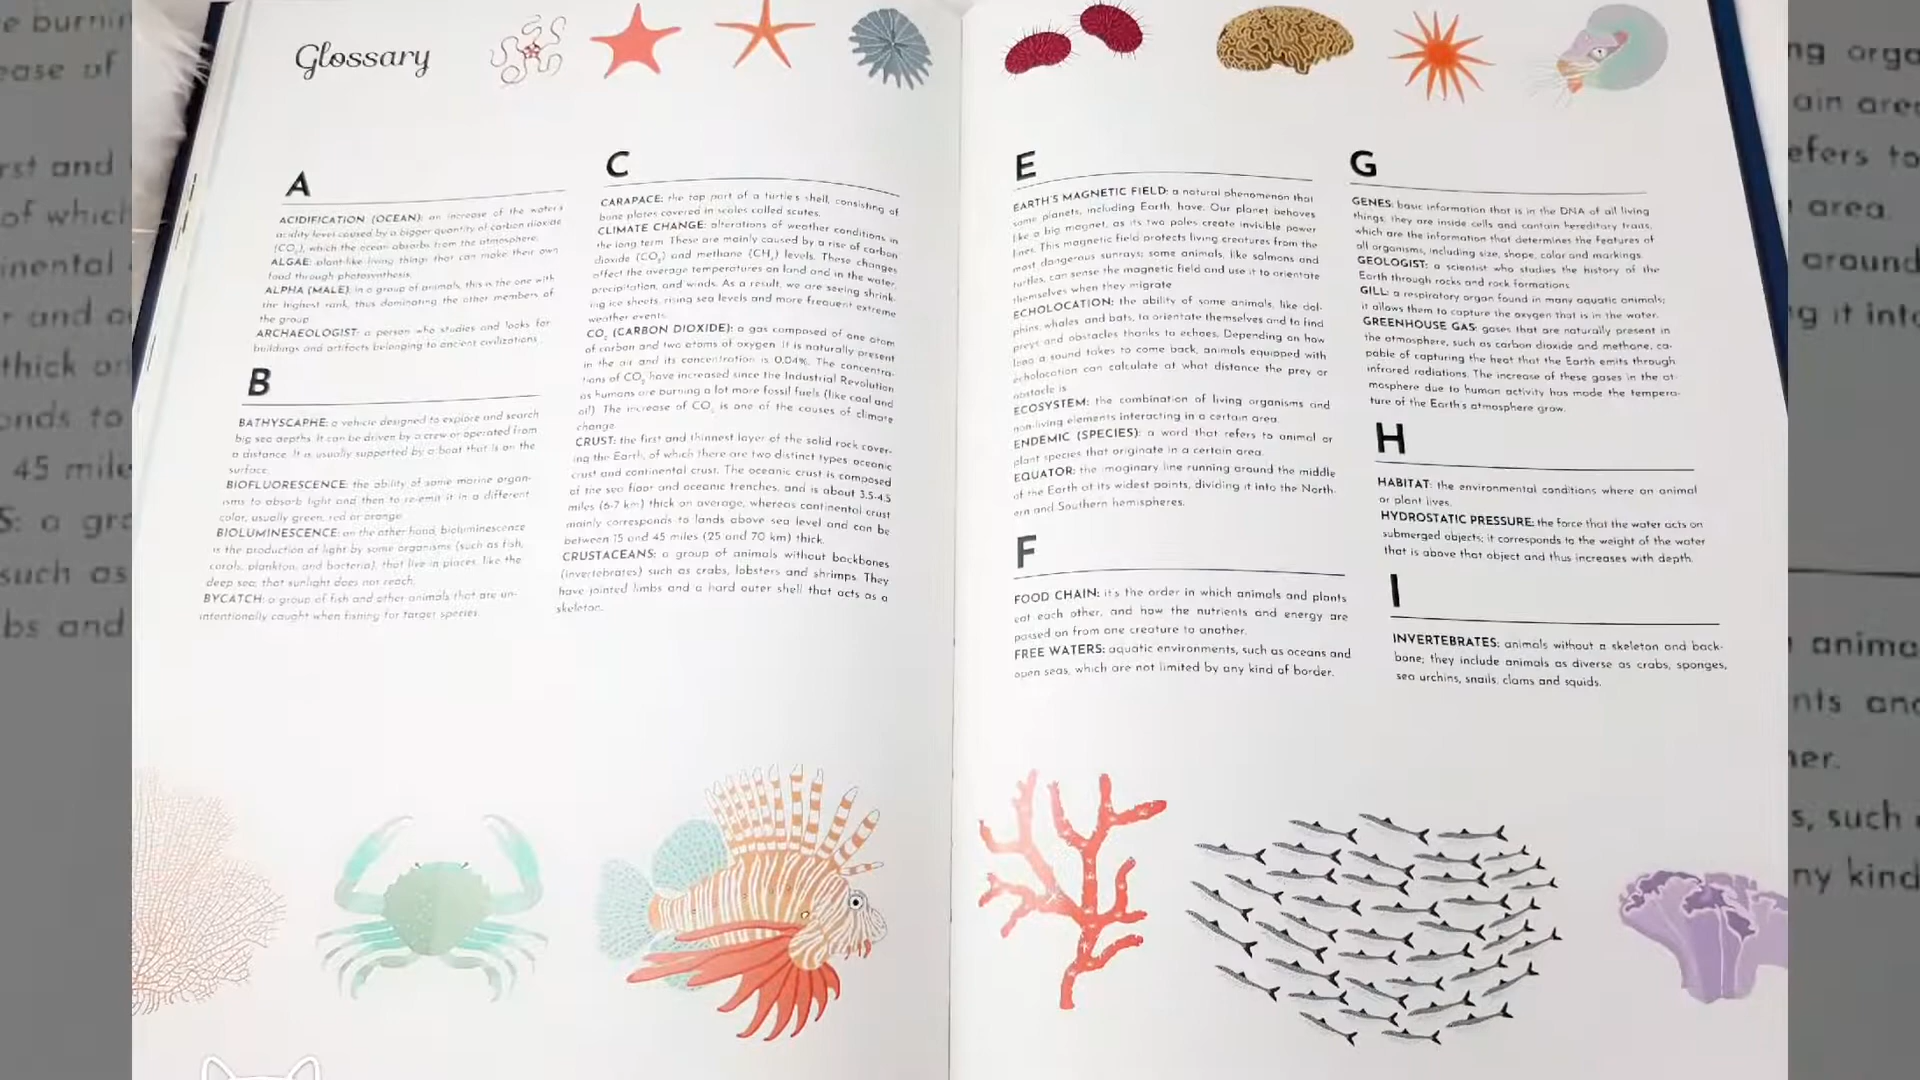 Glossary
A
ACIDIFICATION (OCEAN): an increase of the water's
acidity level caused by a bigger quantity of carbon dioxide
(CO₂), which the ocean absorbs from the atmosphere.
ALGAE: plant-like living things that can make their own
food through photosynthesis.
ALPHA (MALE): in a group of animals, this is the one with
the highest rank, thus dominating the other members of
the group.
ARCHAEOLOGIST: a person who studies and looks for
buildings and artifacts belonging to ancient civilizations.
B
BATHYSCAPHE: a vehicle designed to explore and search
big sea depths. It can be driven by a crew or operated from
a distance. It is usually supported by a boat that is on the
surface.
BIOFLUORESCENCE: the ability of some marine organ-
isms to absorb light and then to re-emit it in a different
color, usually green, red or orange.
BIOLUMINESCENCE: on the other hand, bioluminescence
is the production of light by some organisms (such as fish,
corals, plankton, and bacteria), that live in places, like the
deep sea, that sunlight does not reach.
BYCATCH: a group of fish and other animals that are un-
intentionally caught when fishing for target species.
C
CARAPACE: the top part of a turtle's shell, consisting of
bone plates covered in scales called scutes.
CLIMATE CHANGE: alterations of weather conditions in
the long term. These are mainly caused by a rise of carbon
dioxide (CO₂) and methane (CH₄) levels. These changes
affect the average temperatures on land and in the water,
precipitation, and winds. As a result, we are seeing shrink-
ing ice sheets, rising sea levels and more frequent extreme
weather events.
CO₂ (CARBON DIOXIDE): a gas composed of one atom
of carbon and two atoms of oxygen. It is naturally present
in the air and its concentration is 0.04%. The concentra-
tions of CO₂ have increased since the Industrial Revolution
as humans are burning a lot more fossil fuels (like coal and
oil). The increase of CO₂ is one of the causes of climate
change.
CRUST: the first and thinnest layer of the solid rock cover-
ing the Earth, of which there are two distinct types: oceanic
crust and continental crust. The oceanic crust is composed
of the sea floor and oceanic trenches, and is about 3.5-4.5
miles (6-7 km) thick on average, whereas continental crust
mainly corresponds to lands above sea level and can be
between 15 and 45 miles (25 and 70 km) thick.
CRUSTACEANS: a group of animals without backbones
(invertebrates) such as crabs, lobsters and shrimps. They
have jointed limbs and a hard outer shell that acts as a
skeleton.
E
EARTH'S MAGNETIC FIELD: a natural phenomenon that
some planets, including Earth, have. Our planet behaves
like a big magnet, as its two poles create invisible power
lines. This magnetic field protects living creatures from the
most dangerous sunrays; some animals, like salmons and
turtles, can sense the magnetic field and use it to orientate
themselves when they migrate.
ECHOLOCATION: the ability of some animals, like dol-
phins, whales and bats, to orientate themselves and to find
preys and obstacles thanks to echoes. Depending on how
long a sound takes to come back, animals equipped with
echolocation can calculate at what distance the prey or
obstacle is.
ECOSYSTEM: the combination of living organisms and
non-living elements interacting in a certain area.
ENDEMIC (SPECIES): a word that refers to animal or
plant species that originate in a certain area.
EQUATOR: the imaginary line running around the middle
of the Earth at its widest points, dividing it into the North-
ern and Southern hemispheres.
F
FOOD CHAIN: it's the order in which animals and plants
eat each other, and how the nutrients and energy are
passed on from one creature to another.
FREE WATERS: aquatic environments, such as oceans and
open seas, which are not limited by any kind of border.
G
GENES: basic information that is in the DNA of all living
things; they are inside cells and contain hereditary traits,
which are the information that determines the features of
all organisms, including size, shape, color and markings.
GEOLOGIST: a scientist who studies the history of the
Earth through rocks and rock formations.
GILL: a respiratory organ found in many aquatic animals;
it allows them to capture the oxygen that is in the water.
GREENHOUSE GAS: gases that are naturally present in
the atmosphere, such as carbon dioxide and methane, ca-
pable of capturing the heat that the Earth emits through
infrared radiations. The increase of these gases in the at-
mosphere due to human activity has made the tempera-
ture of the Earth's atmosphere grow.
H
HABITAT: the environmental conditions where an animal
or plant lives.
HYDROSTATIC PRESSURE: the force that the water acts on
submerged objects; it corresponds to the weight of the water
that is above that object and thus increases with depth.
I
INVERTEBRATES: animals without a skeleton and back-
bone; they include animals as diverse as crabs, sponges,
sea urchins, snails, clams and squids.